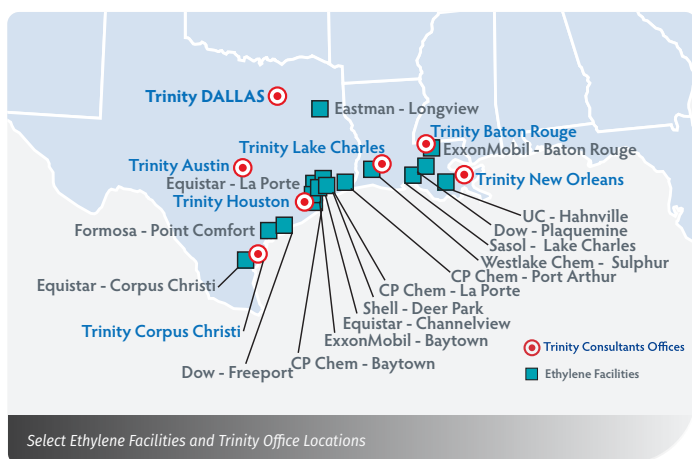 Trinity DALLAS
Eastman - Longview
Trinity Baton Rouge
Trinity Lake Charles
ExxonMobil - Baton Rouge
Trinity Austin
Equistar - La Porte
Trinity New Orleans
Trinity Houston
UC - Hahnville
Formosa - Point Comfort
Dow - Plaquemine
Sasol - Lake Charles
Westlake Chem - Sulphur
CP Chem - Port Arthur
Equistar - Corpus Christi
CP Chem - La Porte
Shell - Deer Park
Equistar - Channelview
Trinity Corpus Christi
ExxonMobil - Baytown
Trinity Consultants Offices
CP Chem - Baytown
Dow - Freeport
Ethylene Facilities
Select Ethylene Facilities and Trinity Office Locations